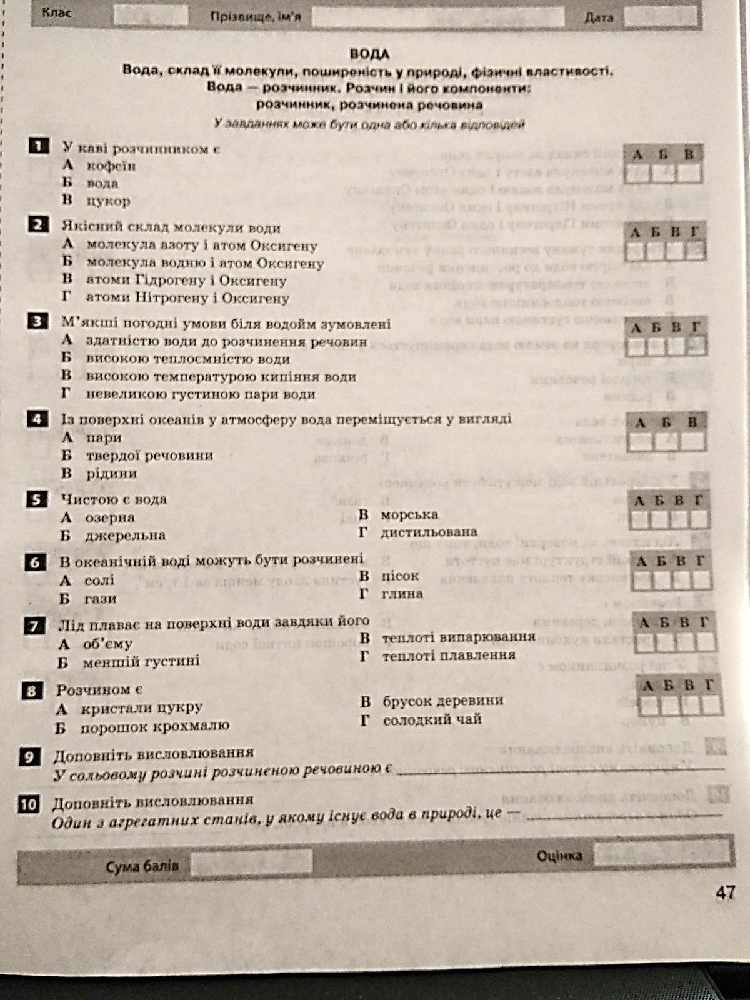 Клас Прізвище, ім'я Дата
ВОДА
Вода, склад її молекули, поширеність у природі, фізичні властивості.
Вода — розчинник. Розчин і його компоненти:
розчинник, розчинена речовина
У завданнях може бути одна або кілька відповідей
1 У каві розчинником є
А кофеїн
Б вода
В цукор
А Б В
2 Якісний склад молекули води
А молекула азоту і атом Оксигену
Б молекула водню і атом Оксигену
В атоми Гідрогену і Оксигену
Г атоми Нітрогену і Оксигену
А Б В Г
3 М'якші погодні умови біля водойм зумовлені
А здатністю води до розчинення речовин
Б високою теплоємністю води
В високою температурою кипіння води
Г невеликою густиною пари води
А Б В Г
4 Із поверхні океанів у атмосферу вода переміщується у вигляді
А пари
Б твердої речовини
В рідини
А Б В
5 Чистою є вода
А озерна
Б джерельна
В морська
Г дистильована
А Б В Г
6 В океанічній воді можуть бути розчинені
А солі
Б гази
В пісок
Г глина
А Б В Г
7 Лід плаває на поверхні води завдяки його
А об'єму
Б меншій густині
В теплоті випарювання
Г теплоті плавлення
А Б В Г
8 Розчином є
А кристали цукру
Б порошок крохмалю
В брусок деревини
Г солодкий чай
А Б В Г
9 Доповніть висловлювання
У сольовому розчині розчиненою речовиною є
10 Доповніть висловлювання
Один з агрегатних станів, у якому існує вода в природі, це —
Сума балів Оцінка
47